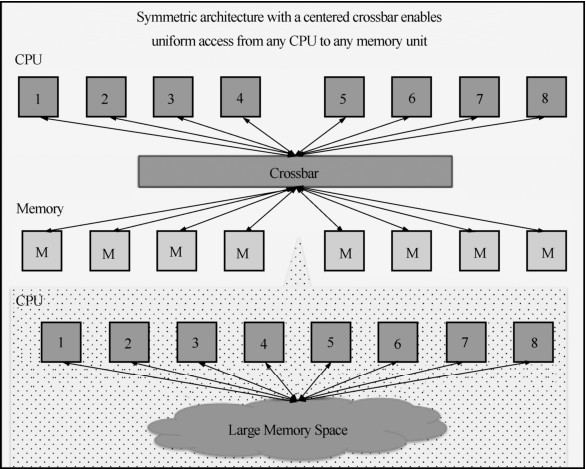 Symmetric architecture with a centered crossbar enables
uniform access from any CPU to any memory unit
CPU
1 2 3 4 5 6 7 8
Crossbar
Memory
M M M M M M M M
CPU
1 2 3 4 5 6 7 8
Large Memory Space